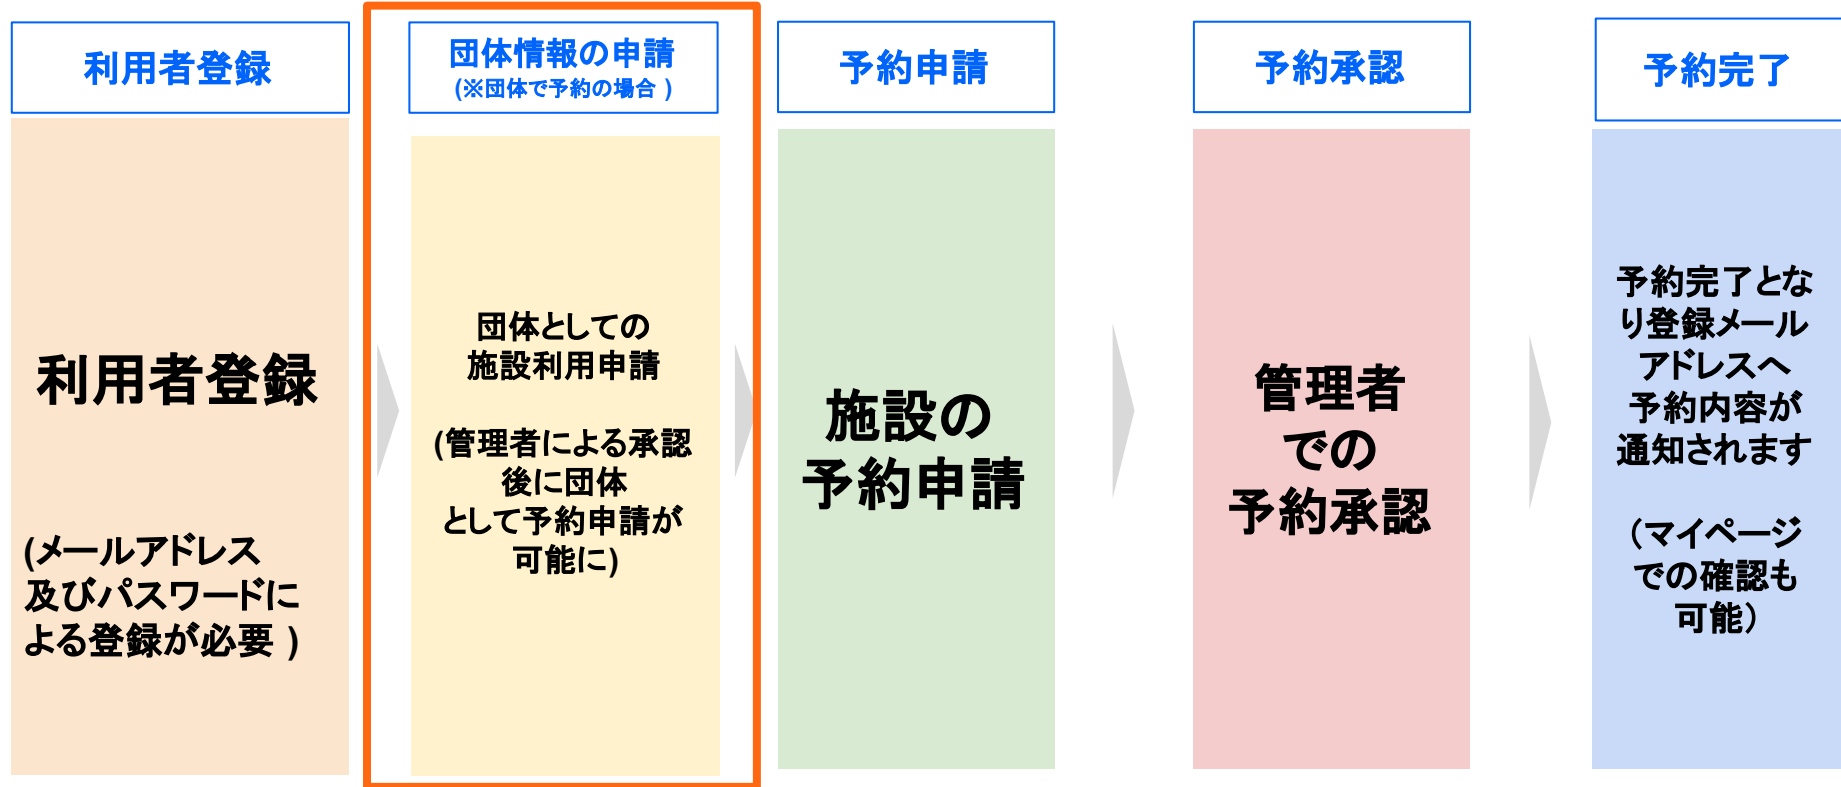 利用者登録
利用者登録
(メールアドレス
及びパスワードに
よる登録が必要 )
団体情報の申請
(※団体で予約の場合 )
団体としての
施設利用申請
(管理者による承認
後に団体
として予約申請が
可能に)
予約申請
施設の
予約申請
予約承認
管理者
での
予約承認
予約完了
予約完了とな
り登録メール
アドレスへ
予約内容が
通知されます
（マイページ
での確認も
可能）